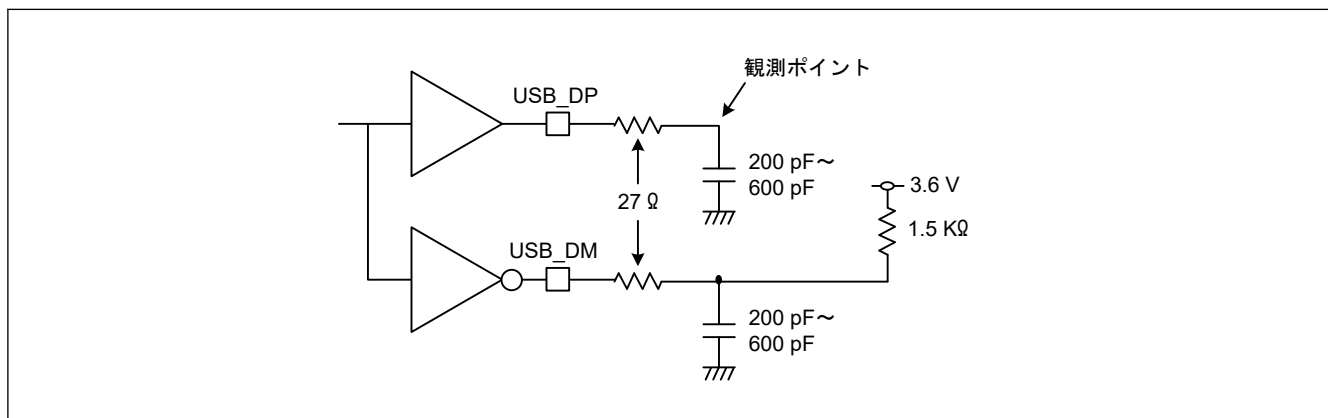 観測ポイント
USB_DP
200 pF～
600 pF
3.6 V
27 Ω
1.5 KΩ
USB_DM
200 pF～
600 pF